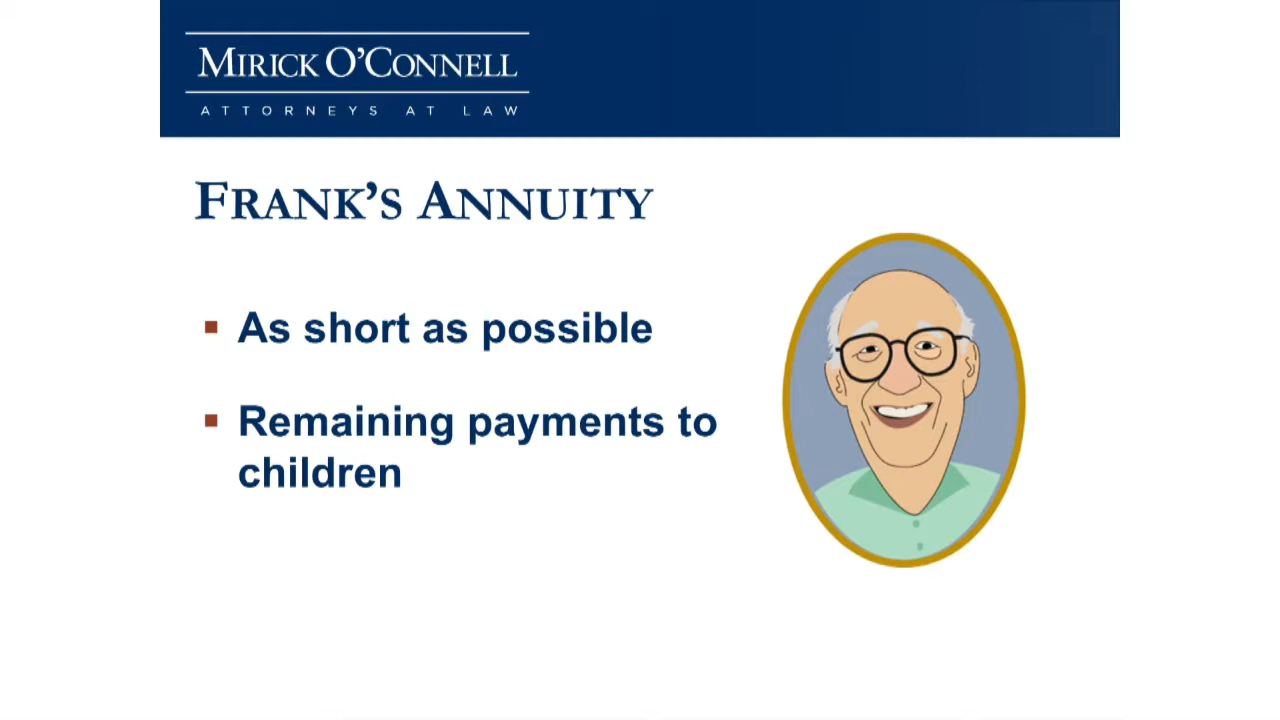 MIRICK O'CONNELL
ATTORNEYS AT LAW
FRANK'S ANNUITY
As short as possible
Remaining payments to
children